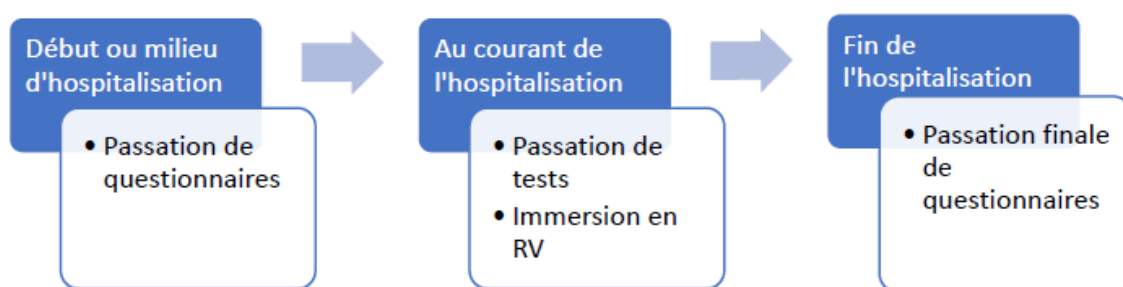 Début ou milieu
d'hospitalisation
• Passation de
questionnaires
Au courant de
l'hospitalisation
• Passation de
tests
• Immersion en
RV
Fin de
l'hospitalisation
• Passation finale
de
questionnaires